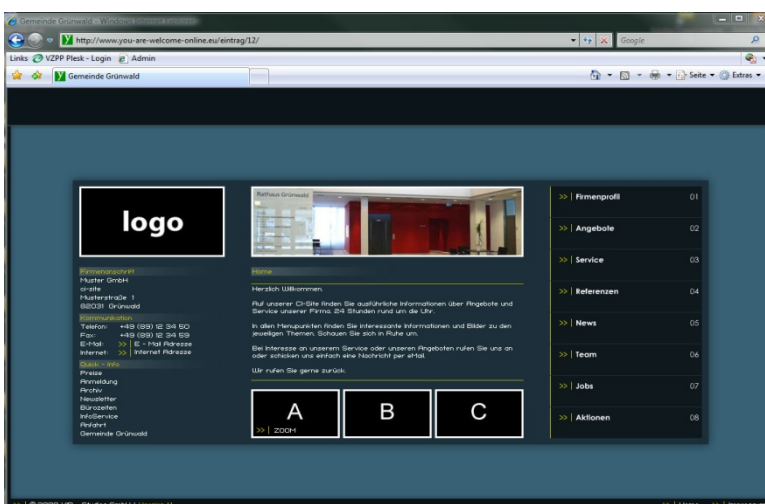 Gemeinde Grünwald - Windows Internet Explorer
http://www.you-are-welcome-online.eu/eintrag/12/
Google
Links VZPP Plesk - Login Admin
Gemeinde Grünwald
Seite Extras
logo
Firmenanschrift
Muster GmbH
ci-site
Musterstraße 1
82031 Grünwald
Kommunikation
Telefon: +49 (89) 12 34 50
Fax: +49 (89) 12 34 59
E-Mail: >> | E - Mail Adresse
Internet: >> | Internet Adresse
Quick - Info
Preise
Anmeldung
Archiv
Newsletter
Bürozeiten
InfoService
Anfahrt
Gemeinde Grünwald
Rathaus Grünwald
Home
Herzlich Willkommen,
Auf unserer CI-Site finden Sie ausführliche Informationen über Angebote und
Service unserer Firma, 24 Stunden rund um die Uhr.
In allen Menupunkten finden Sie interessante Informationen und Bilder zu den
jeweiligen Themen. Schauen Sie sich in Ruhe um.
Bei Interesse an unserem Service oder unseren Angeboten rufen Sie uns an
oder schicken uns einfach eine Nachricht per eMail.
Wir rufen Sie gerne zurück.
A
>> | ZOOM
B
C
>> | Firmenprofil 01
>> | Angebote 02
>> | Service 03
>> | Referenzen 04
>> | News 05
>> | Team 06
>> | Jobs 07
>> | Aktionen 08